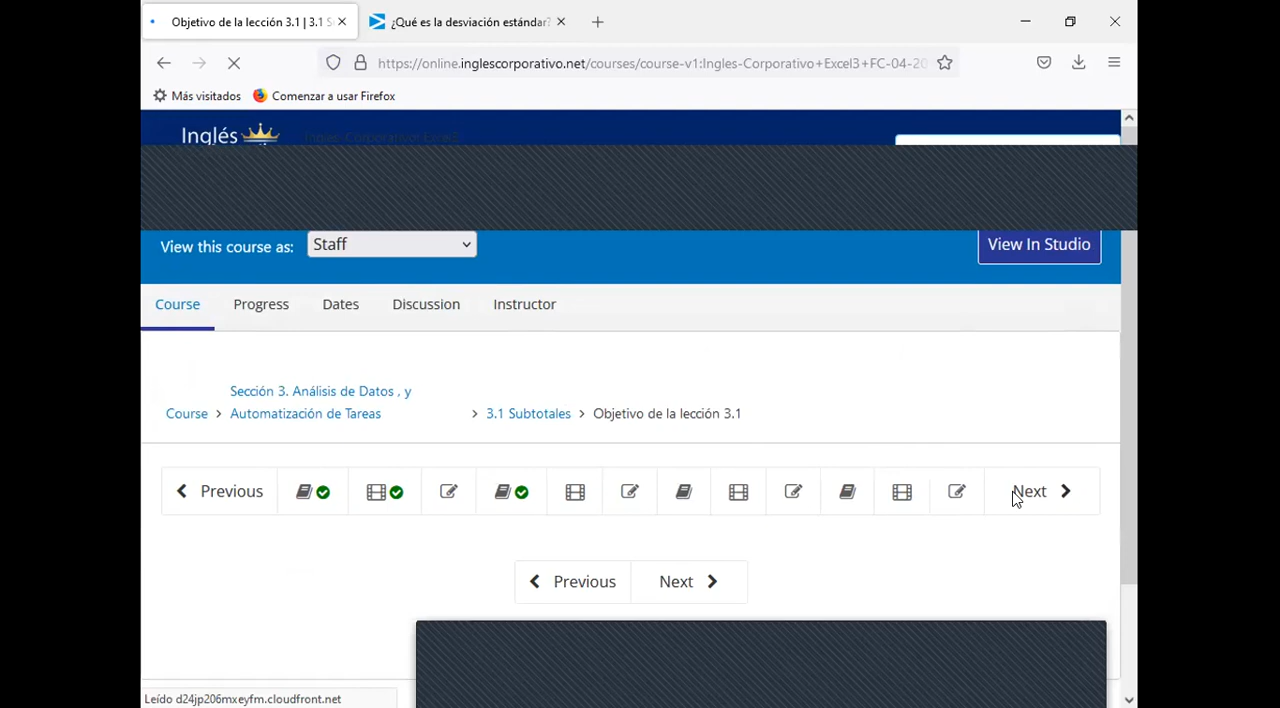 Objetivo de la lección 3.1 | 3.1 S
¿Qué es la desviación estándar?
https://online.inglescorporativo.net/courses/course-v1:Ingles-Corporativo+Excel3+FC-04-20
Más visitados
Comenzar a usar Firefox
Inglés
Ingles-Corporativo: Excel3
View this course as:
Staff
View In Studio
Course
Progress
Dates
Discussion
Instructor
Sección 3. Análisis de Datos , y
Course > Automatización de Tareas > 3.1 Subtotales > Objetivo de la lección 3.1
Previous
Next
Previous
Next
Leído d24jp206mxeyfm.cloudfront.net